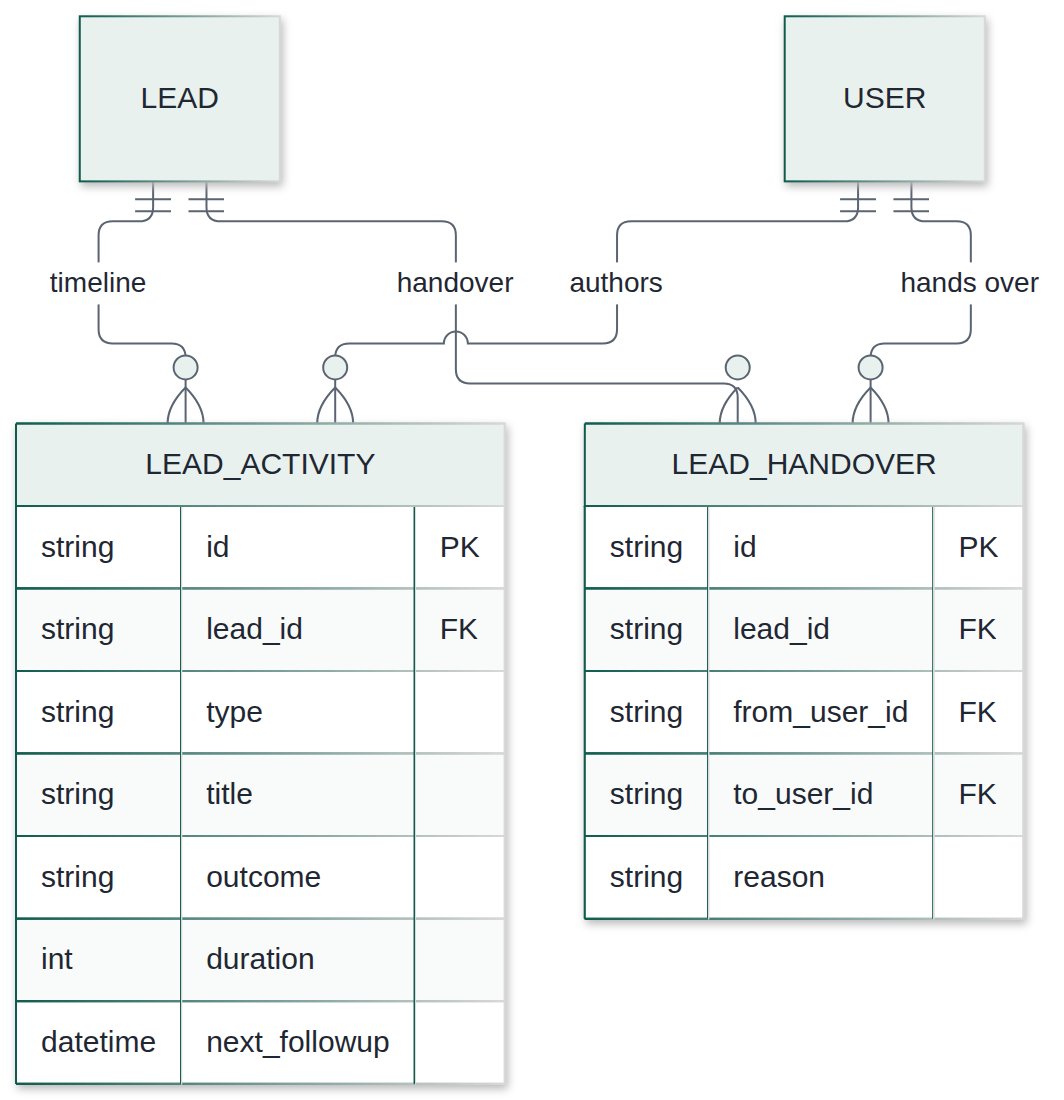 LEAD
USER
timeline
handover
authors
hands over
LEAD_ACTIVITY
string id PK
string lead_id FK
string type
string title
string outcome
int duration
datetime next_followup
LEAD_HANDOVER
string id PK
string lead_id FK
string from_user_id FK
string to_user_id FK
string reason